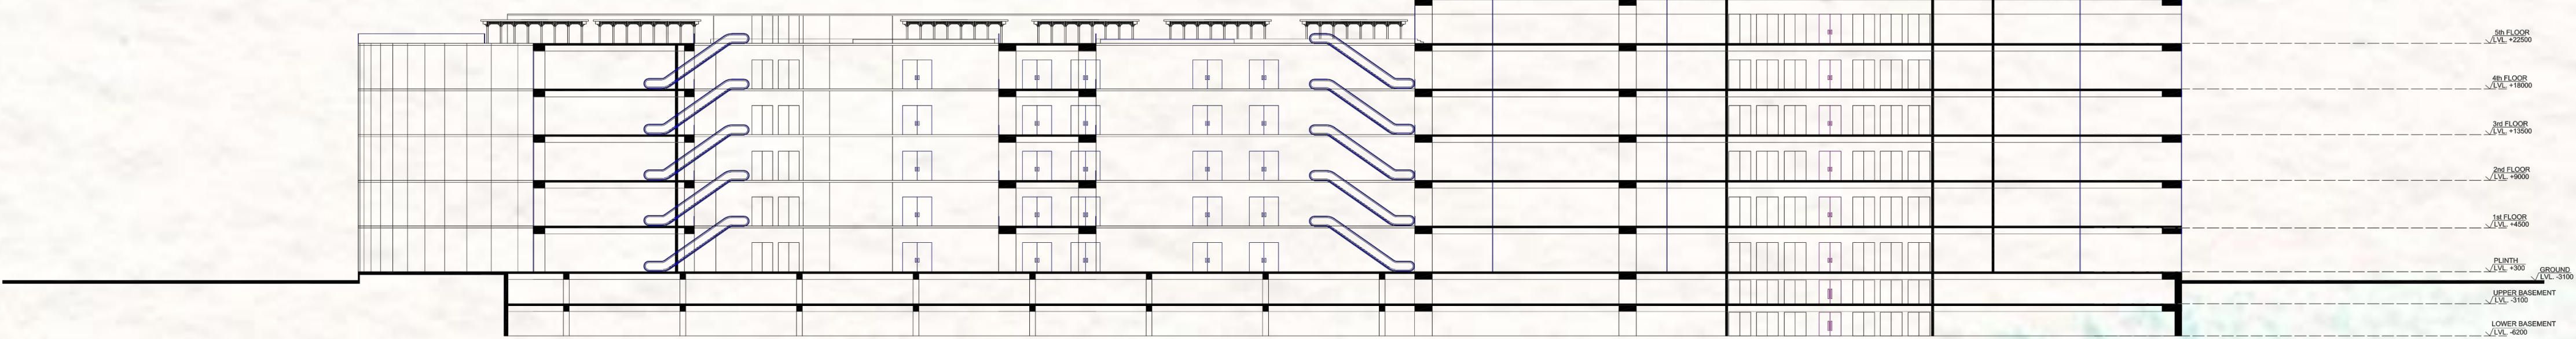 5th FLOOR
LVL. +22500
4th FLOOR
LVL. +18000
3rd FLOOR
LVL. +13500
2nd FLOOR
LVL. +9000
1st FLOOR
LVL. +4500
PLINTH
LVL. +300
GROUND
LVL. -3100
UPPER BASEMENT
LVL. -3100
LOWER BASEMENT
LVL. -6200